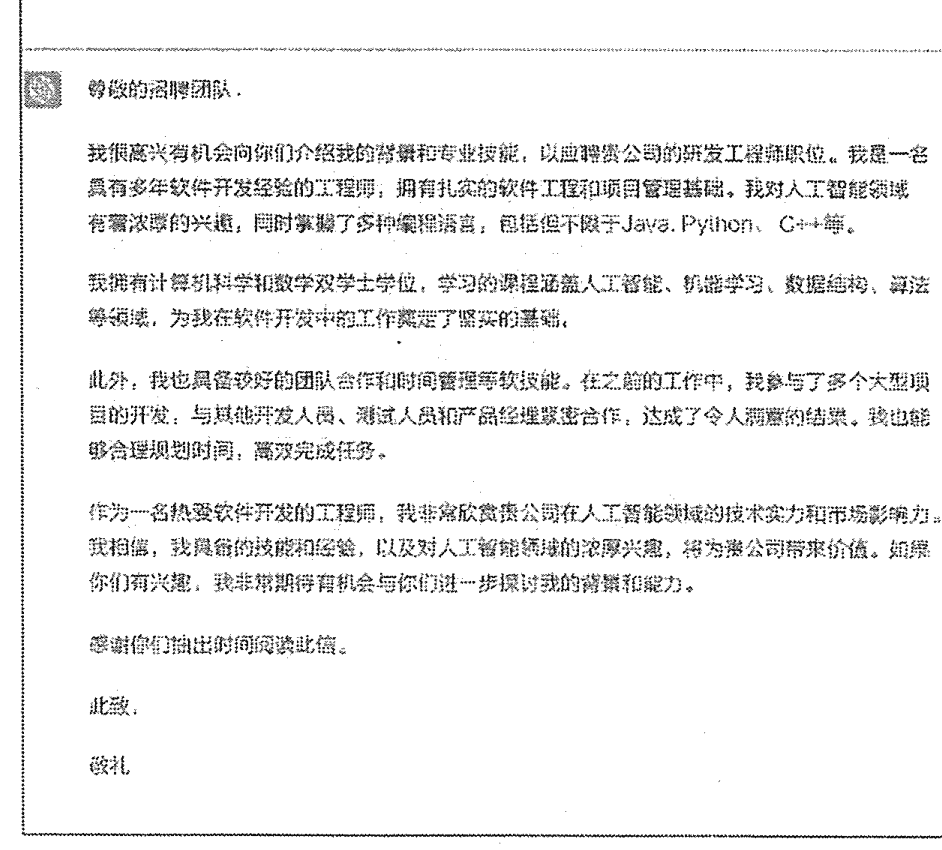 尊敬的招聘团队，
我很高兴有机会向你们介绍我的背景和专业技能，以应聘贵公司的研发工程师职位。我是一名
具有多年软件开发经验的工程师，拥有扎实的软件工程和项目管理基础。我对人工智能领域
有着浓厚的兴趣，同时掌握了多种编程语言，包括但不限于Java、Python、C++等。
我拥有计算机科学和数学双学士学位，学习的课程涵盖人工智能、机器学习、数据结构、算法
等领域，为我在软件开发中的工作奠定了坚实的基础。
此外，我也具备较好的团队合作和时间管理等软技能。在之前的工作中，我参与了多个大型项
目的开发，与其他开发人员、测试人员和产品经理紧密合作，达成了令人满意的结果。我也能
够合理规划时间，高效完成任务。
作为一名热爱软件开发的工程师，我非常欣赏贵公司在人工智能领域的技术实力和市场影响力。
我相信，我具备的技能和经验，以及对人工智能领域的浓厚兴趣，将为贵公司带来价值。如果
你们有兴趣，我非常期待有机会与你们进一步探讨我的背景和能力。
感谢你们抽出时间阅读此信。
此致，
敬礼